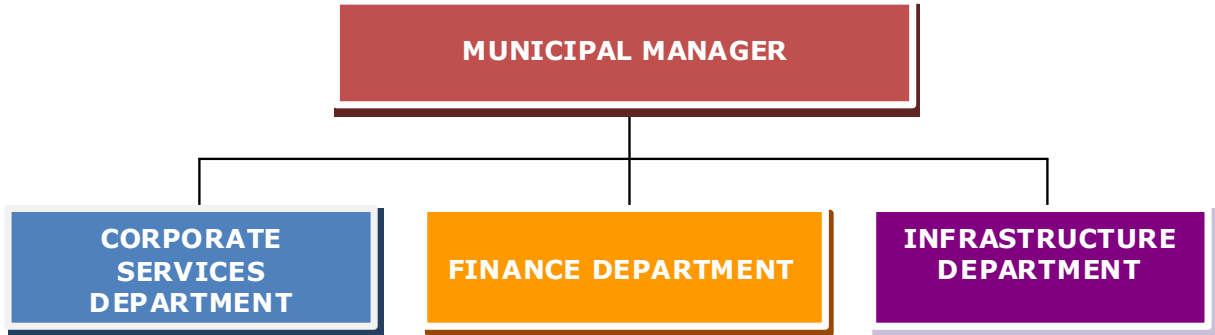 MUNICIPAL MANAGER
CORPORATE
SERVICES
DEPARTMENT
FINANCE DEPARTMENT
INFRASTRUCTURE
DEPARTMENT